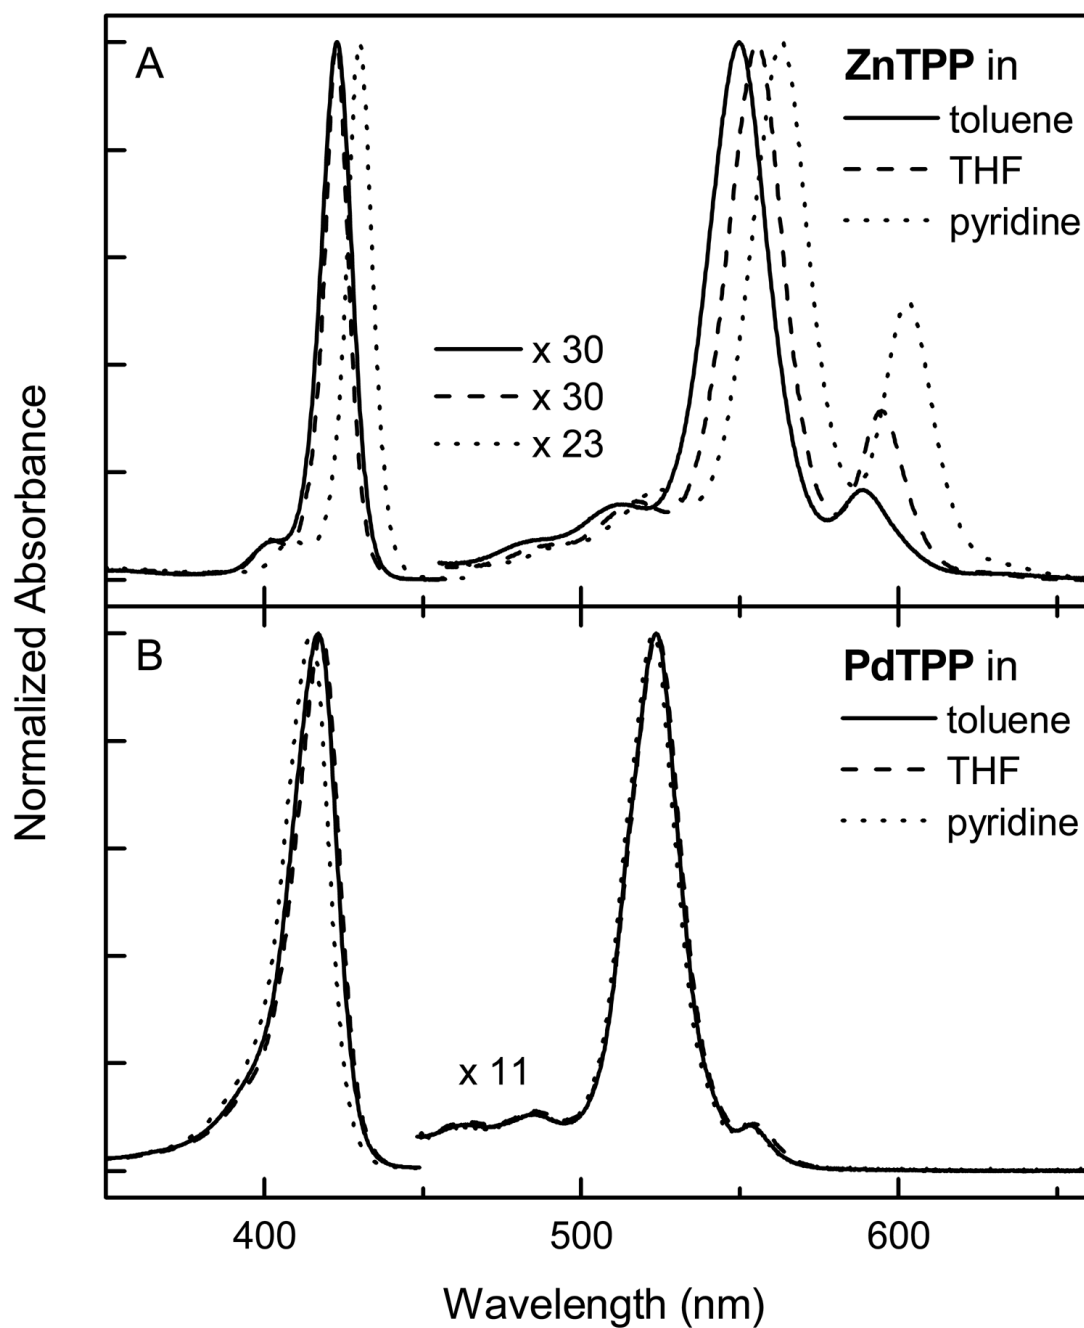 A
ZnTPP in
toluene
THF
pyridine
x 30
x 30
x 23
Normalized Absorbance
B
PdTPP in
toluene
THF
pyridine
x 11
400
500
600
Wavelength (nm)